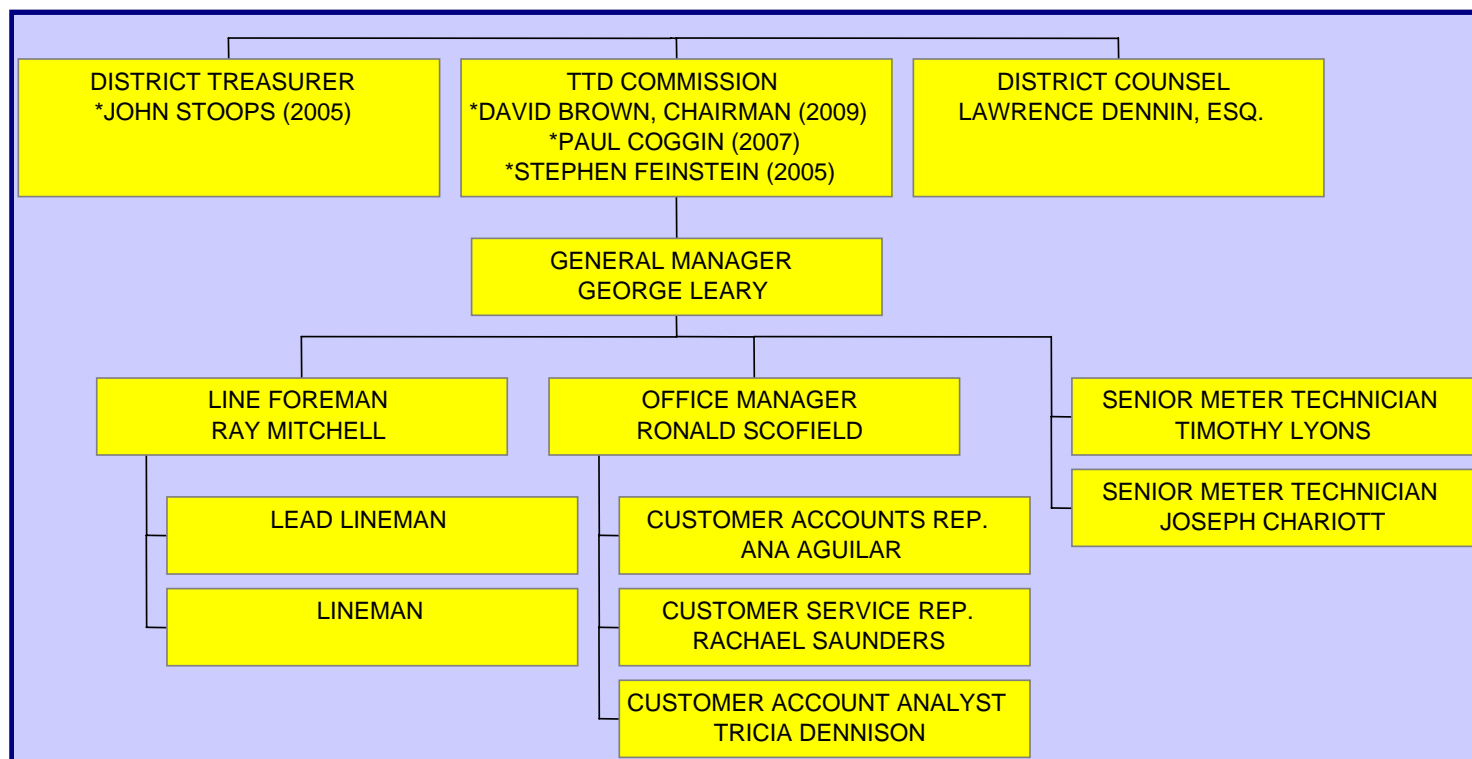 DISTRICT TREASURER
*JOHN STOOPS (2005)
TTD COMMISSION
*DAVID BROWN, CHAIRMAN (2009)
*PAUL COGGIN (2007)
*STEPHEN FEINSTEIN (2005)
DISTRICT COUNSEL
LAWRENCE DENNIN, ESQ.
GENERAL MANAGER
GEORGE LEARY
LINE FOREMAN
RAY MITCHELL
LEAD LINEMAN
LINEMAN
OFFICE MANAGER
RONALD SCOFIELD
CUSTOMER ACCOUNTS REP.
ANA AGUILAR
CUSTOMER SERVICE REP.
RACHAEL SAUNDERS
CUSTOMER ACCOUNT ANALYST
TRICIA DENNISON
SENIOR METER TECHNICIAN
TIMOTHY LYONS
SENIOR METER TECHNICIAN
JOSEPH CHARIOTT